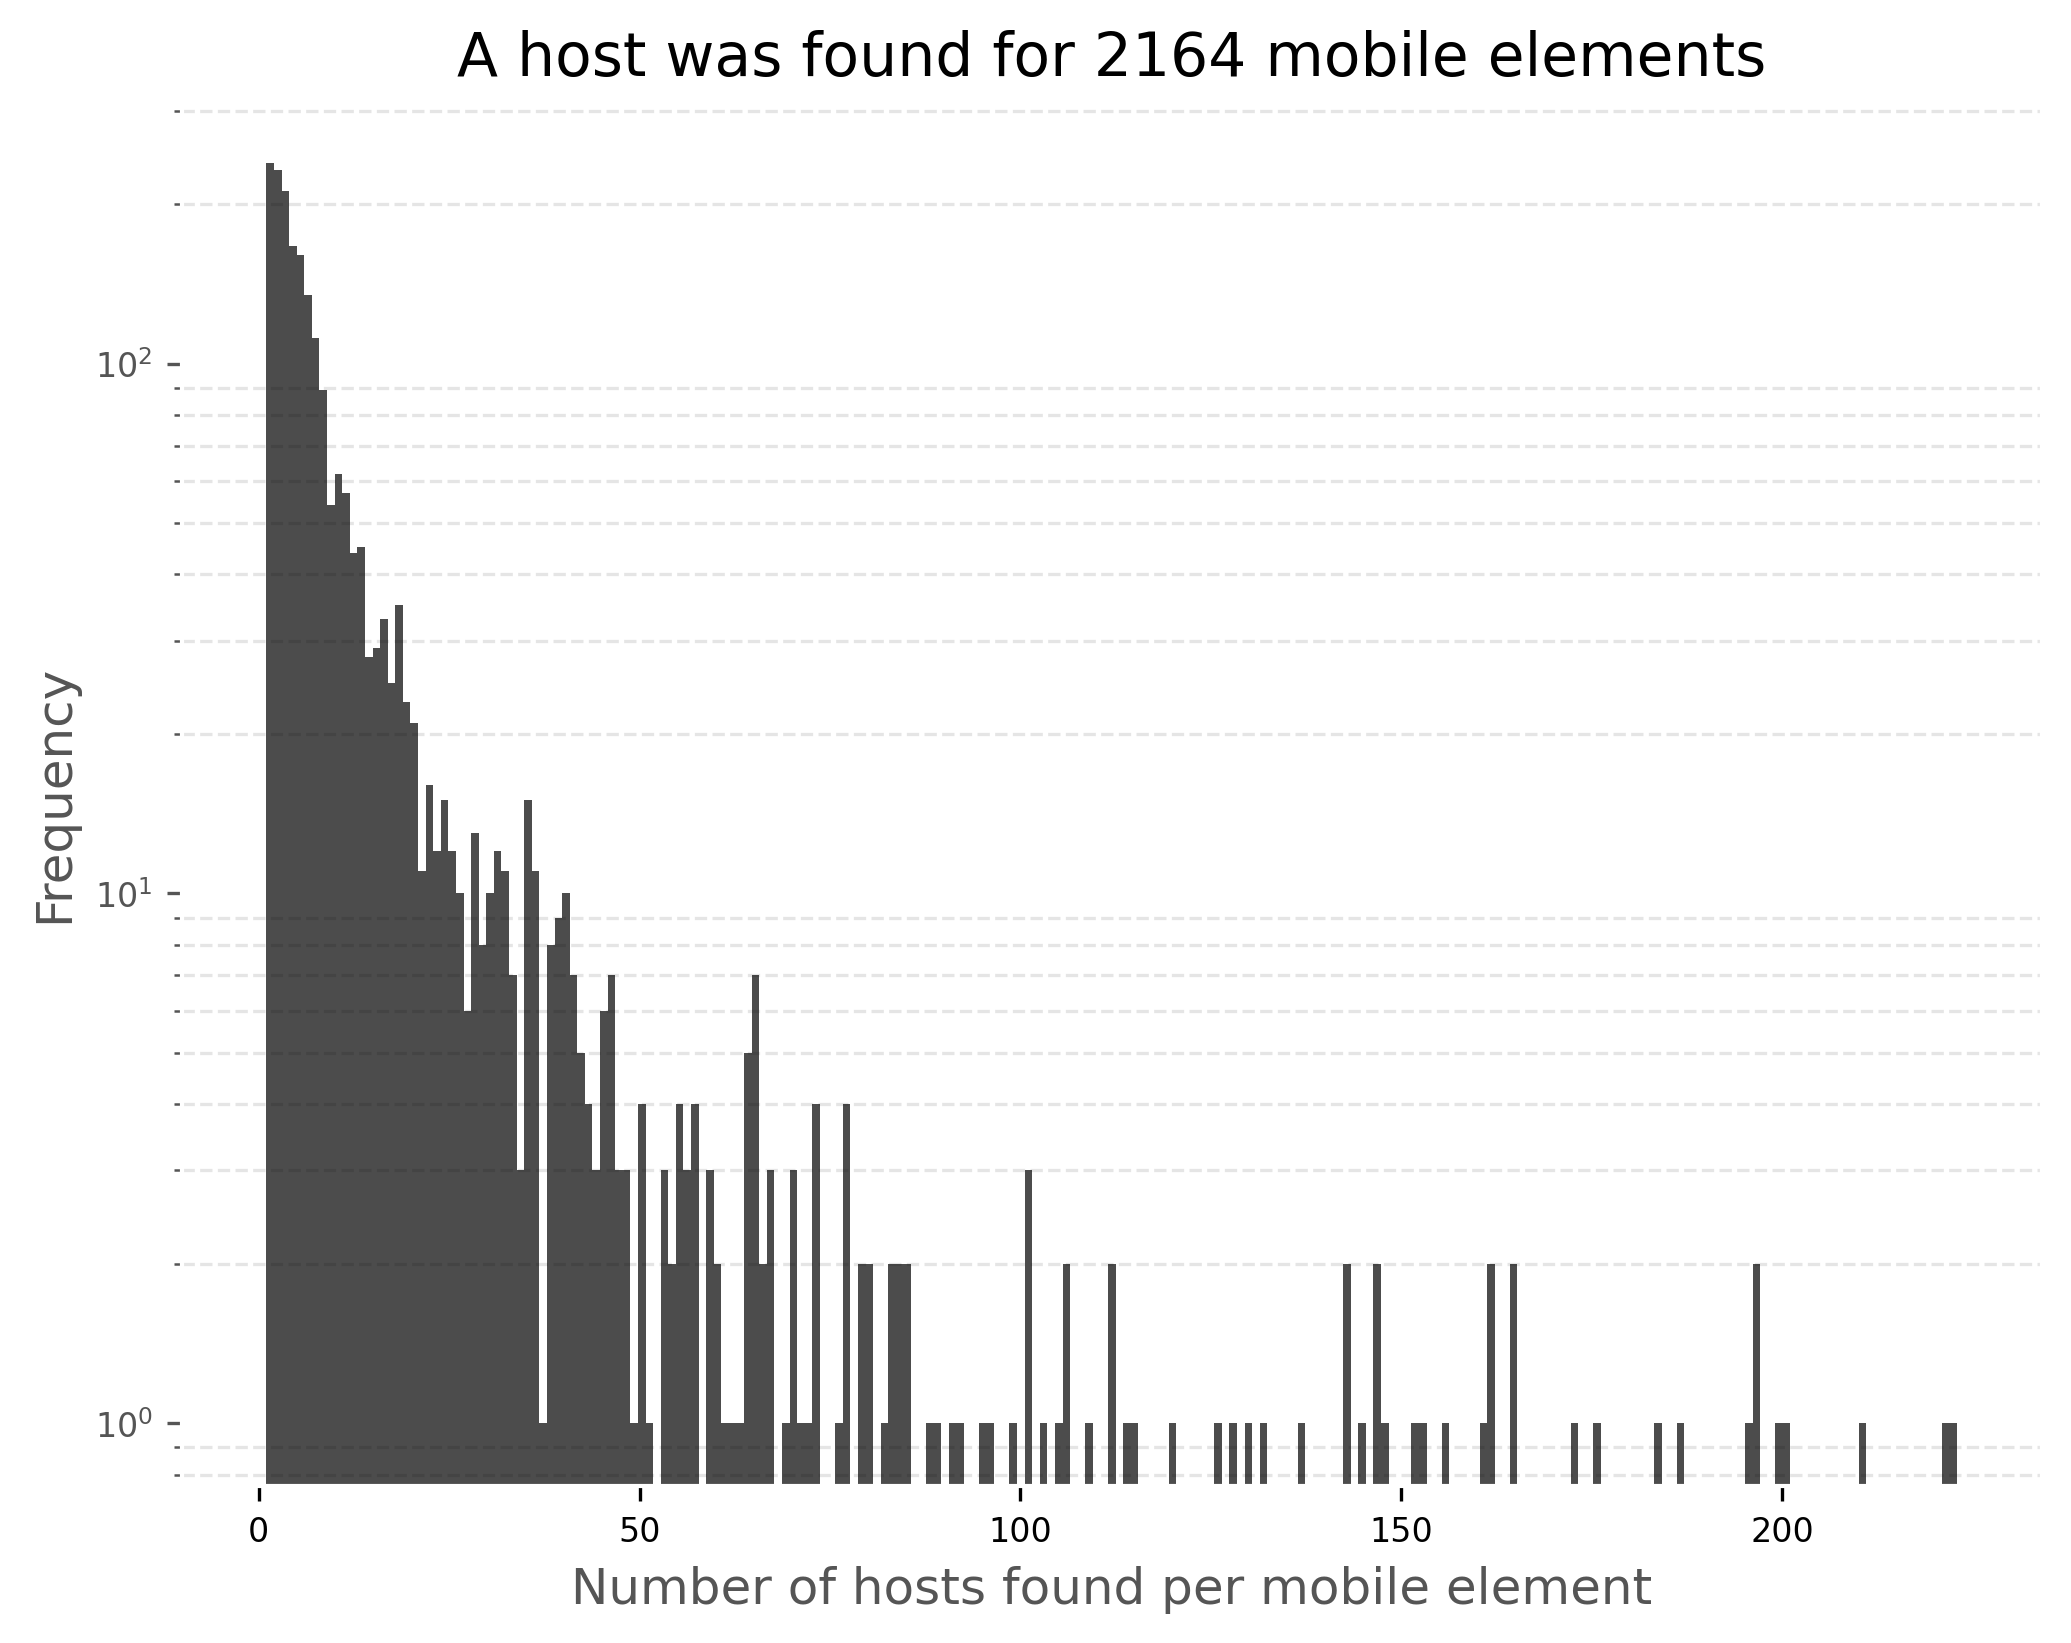 A host was found for 2164 mobile elements
Frequency
10²
10¹
10⁰
0 50 100 150 200
Number of hosts found per mobile element